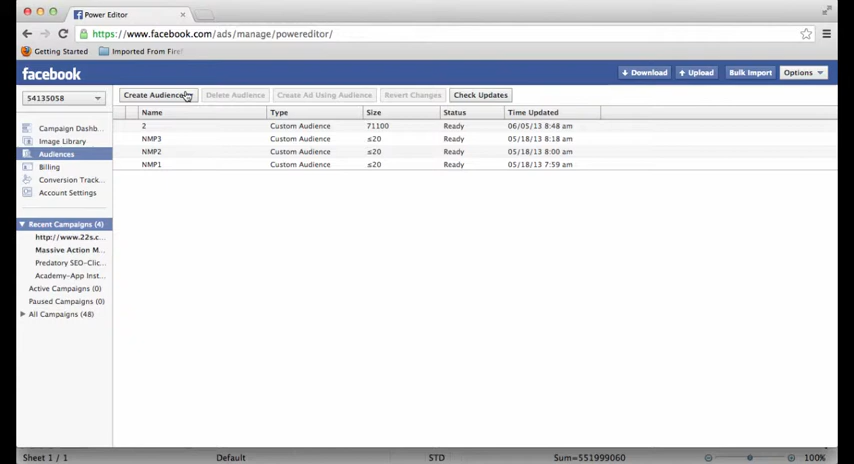 Power Editor
https://www.facebook.com/ads/manage/powereditor/
Getting Started Imported From Firef
facebook Download Upload Bulk Import Options
54135058 Create Audience Delete Audience Create Ad Using Audience Revert Changes Check Updates
Name Type Size Status Time Updated
2 Custom Audience 71100 Ready 06/05/13 8:48 am
NMP3 Custom Audience ≤20 Ready 05/18/13 8:18 am
NMP2 Custom Audience ≤20 Ready 05/18/13 8:00 am
NMP1 Custom Audience ≤20 Ready 05/18/13 7:59 am
Campaign Dashb...
Image Library
Audiences
Billing
Conversion Track...
Account Settings
Recent Campaigns (4)
http://www.22s.c...
Massive Action M...
Predatory SEO-Clic...
Academy-App Inst...
Active Campaigns (0)
Paused Campaigns (0)
All Campaigns (48)
Sheet 1 / 1 Default STD Sum=551999060 100%